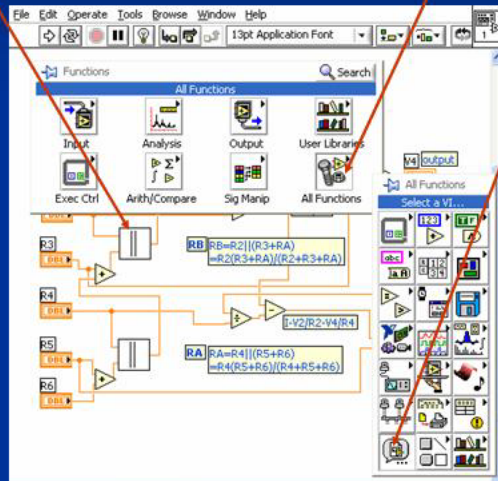 File Edit Operate Tools Browse Window Help
13pt Application Font
Functions
Search
All Functions
Input Analysis Output User Libraries
Exec Ctrl Arith/Compare Sig Manip All Functions
V4 output
All Functions
Select a VI...
R3
DBL
RB RB=R2||(R3+RA)
=R2(R3+RA)/(R2+R3+RA)
R4
DBL
I-V2/R2-V4/R4
R5
DBL
RA RA=R4||(R5+R6)
=R4(R5+R6)/(R4+R5+R6)
R6
DBL